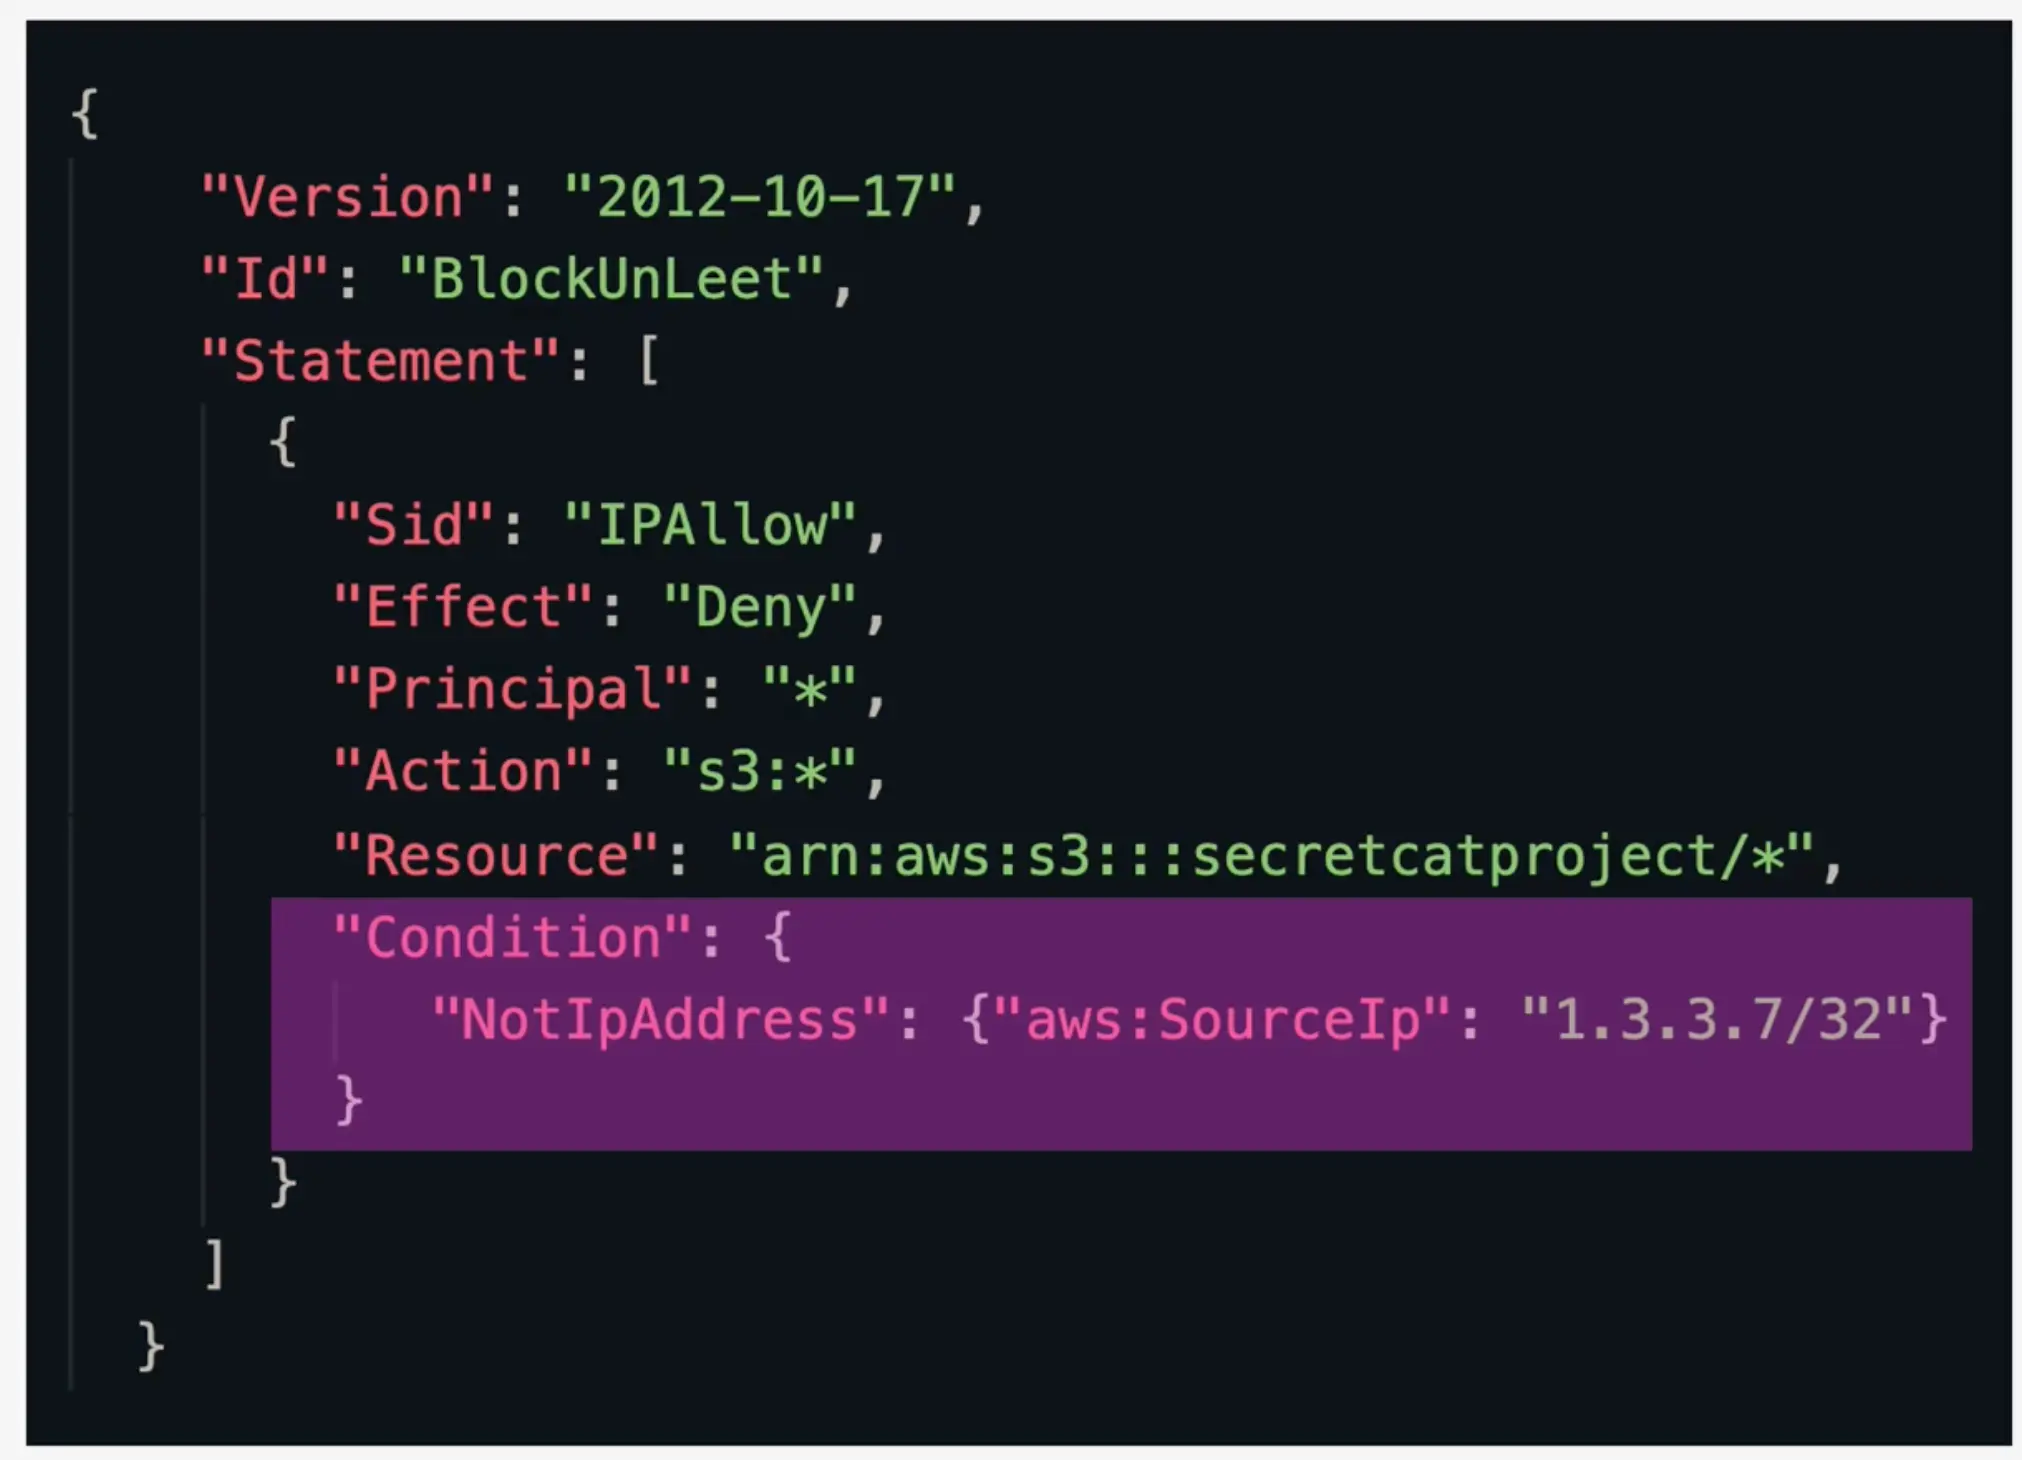 {
"Version": "2012-10-17",
"Id": "BlockUnLeet",
"Statement": [
{
"Sid": "IPAllow",
"Effect": "Deny",
"Principal": "*",
"Action": "s3:*",
"Resource": "arn:aws:s3:::secretcatproject/*",
"Condition": {
"NotIpAddress": {"aws:SourceIp": "1.3.3.7/32"}
}
}
]
}